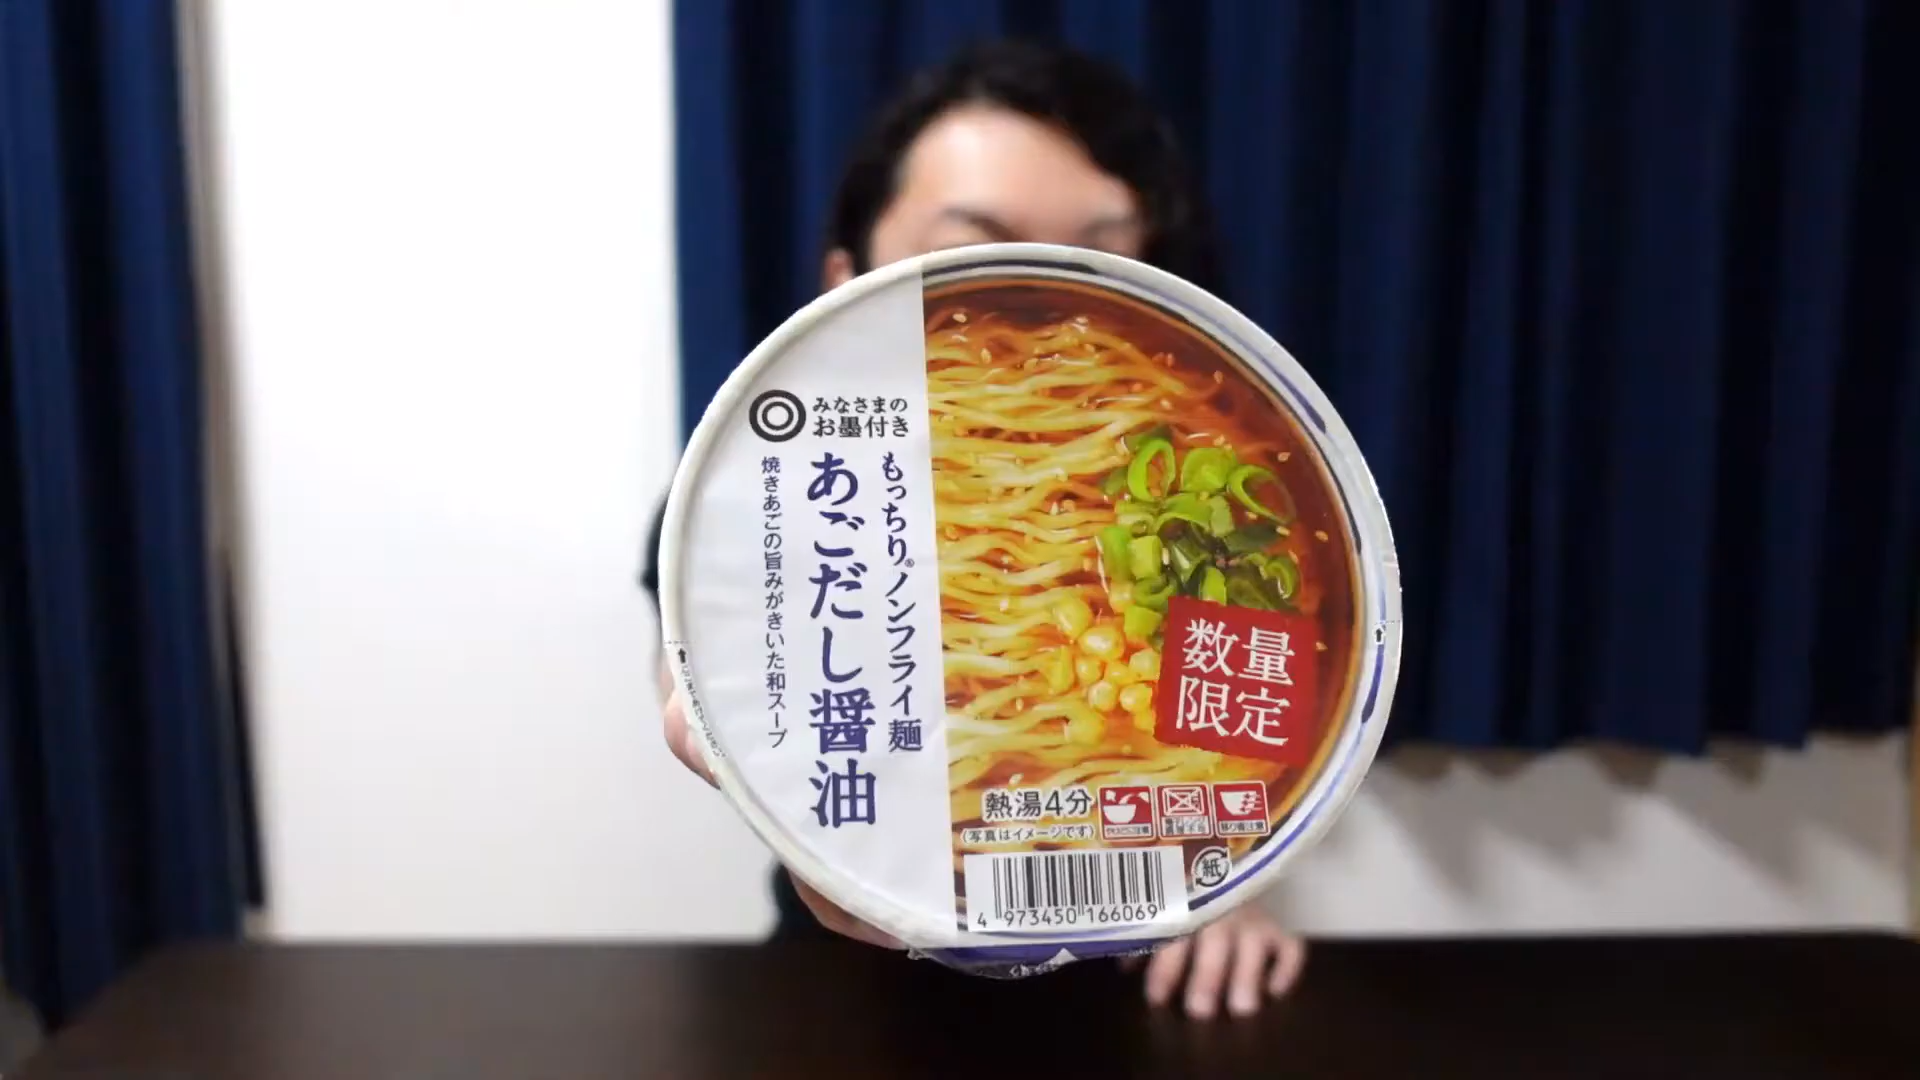 みなさまの
お墨付き
もっちり®ノンフライ麺
あごだし醤油
焼きあごの旨みがきいた和スープ
数量
限定
熱湯4分
(写真はイメージです)
紙
4 973450 166069